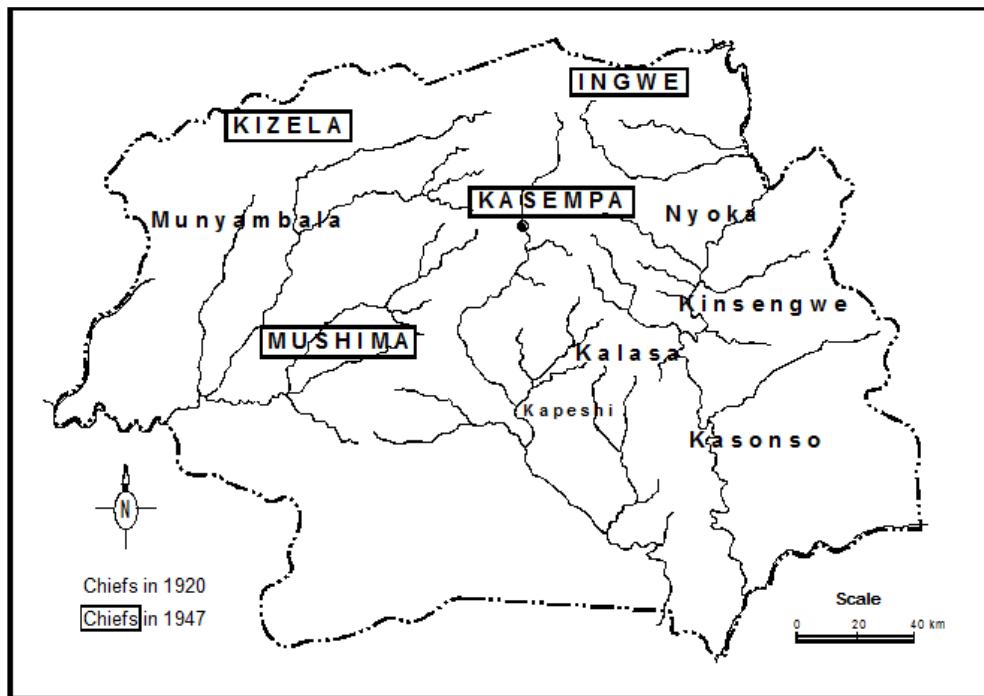 INGWE
KIZELA
KASEMPA
Munyambala
Nyoka
Kinsengwe
MUSHIMA
Kalasa
Kapeshi
Kasonso
N
Chiefs in 1920
Chiefs in 1947
Scale
0 20 40 km